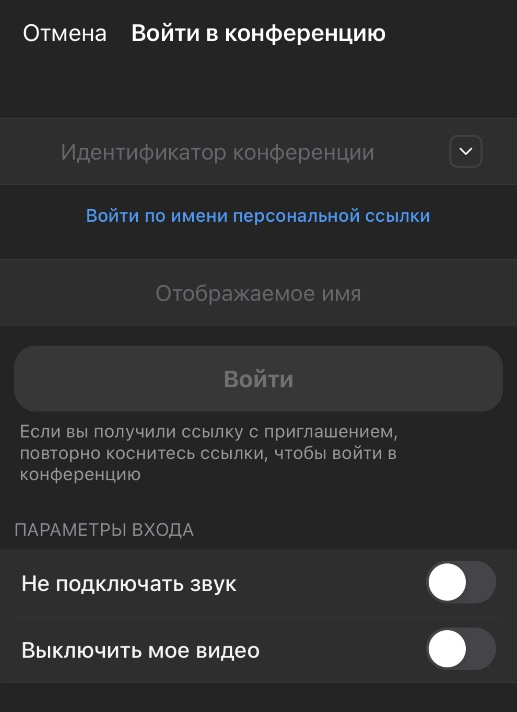 Отмена Войти в конференцию
Идентификатор конференции
Войти по имени персональной ссылки
Отображаемое имя
Войти
Если вы получили ссылку с приглашением,
повторно коснитесь ссылки, чтобы войти в
конференцию
ПАРАМЕТРЫ ВХОДА
Не подключать звук
Выключить мое видео